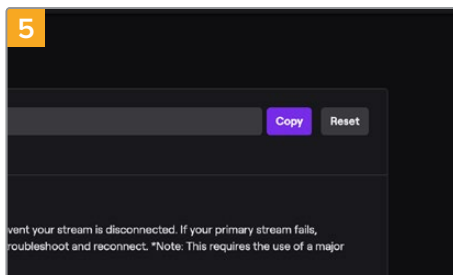 5
Copy Reset
vent your stream is disconnected. If your primary stream fails,
roubleshoot and reconnect. *Note: This requires the use of a major